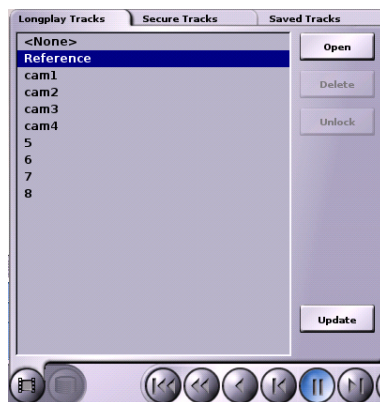 Longplay Tracks Secure Tracks Saved Tracks
<None>
Reference
cam1
cam2
cam3
cam4
5
6
7
8
Open
Delete
Unlock
Update